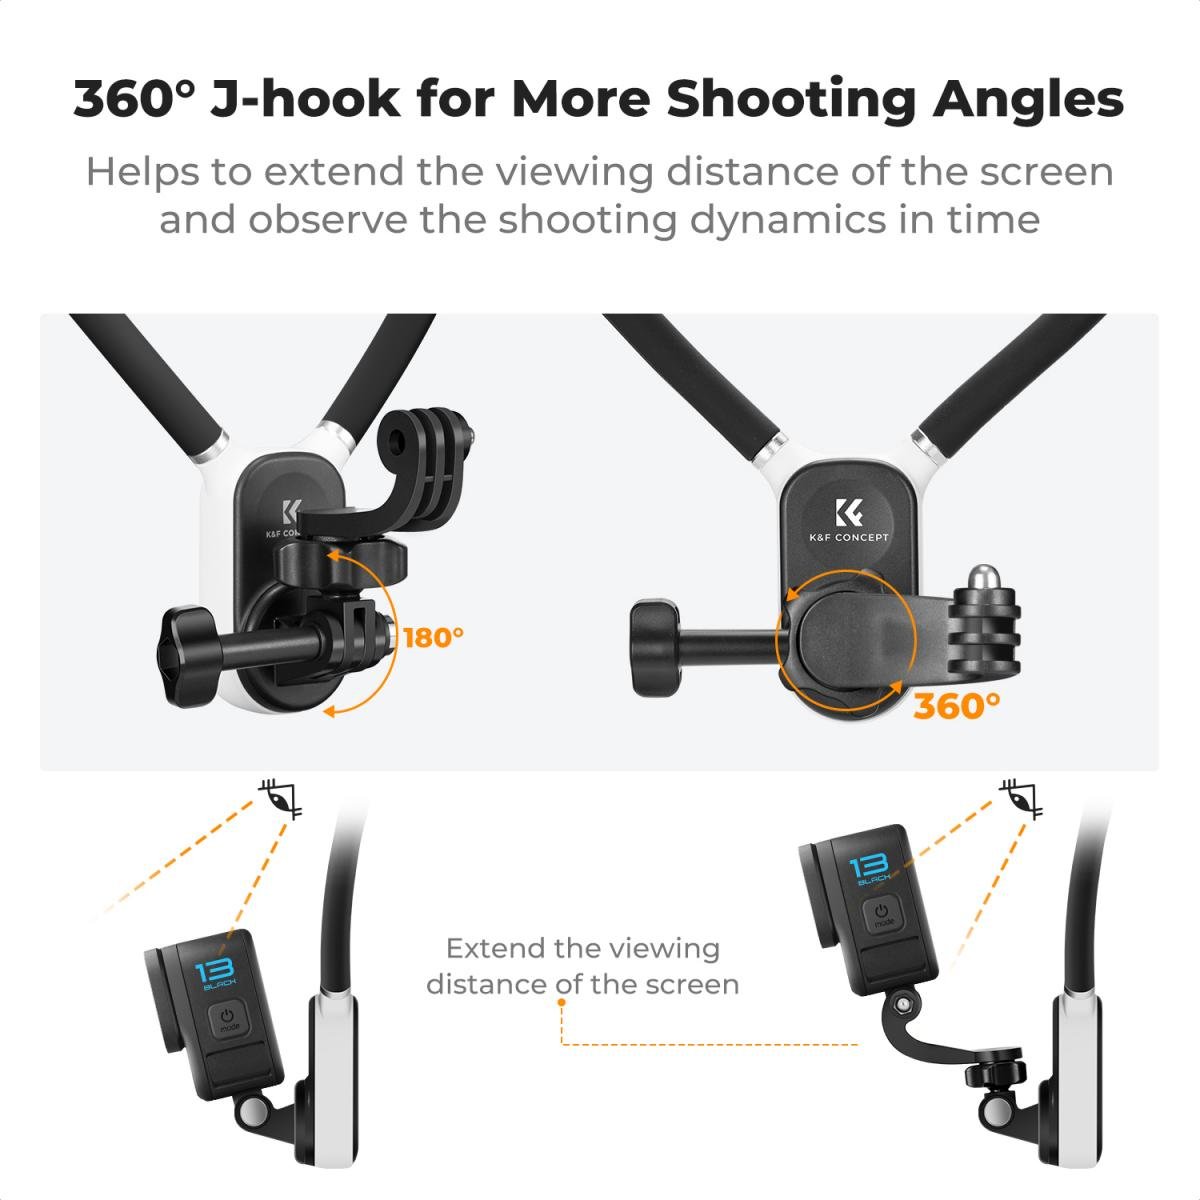 360° J-hook for More Shooting Angles
Helps to extend the viewing distance of the screen
and observe the shooting dynamics in time
K&F CON
180°
K&F CONCEPT
360°
13
BLACK
mode
Extend the viewing
distance of the screen
13
BLACK
mode